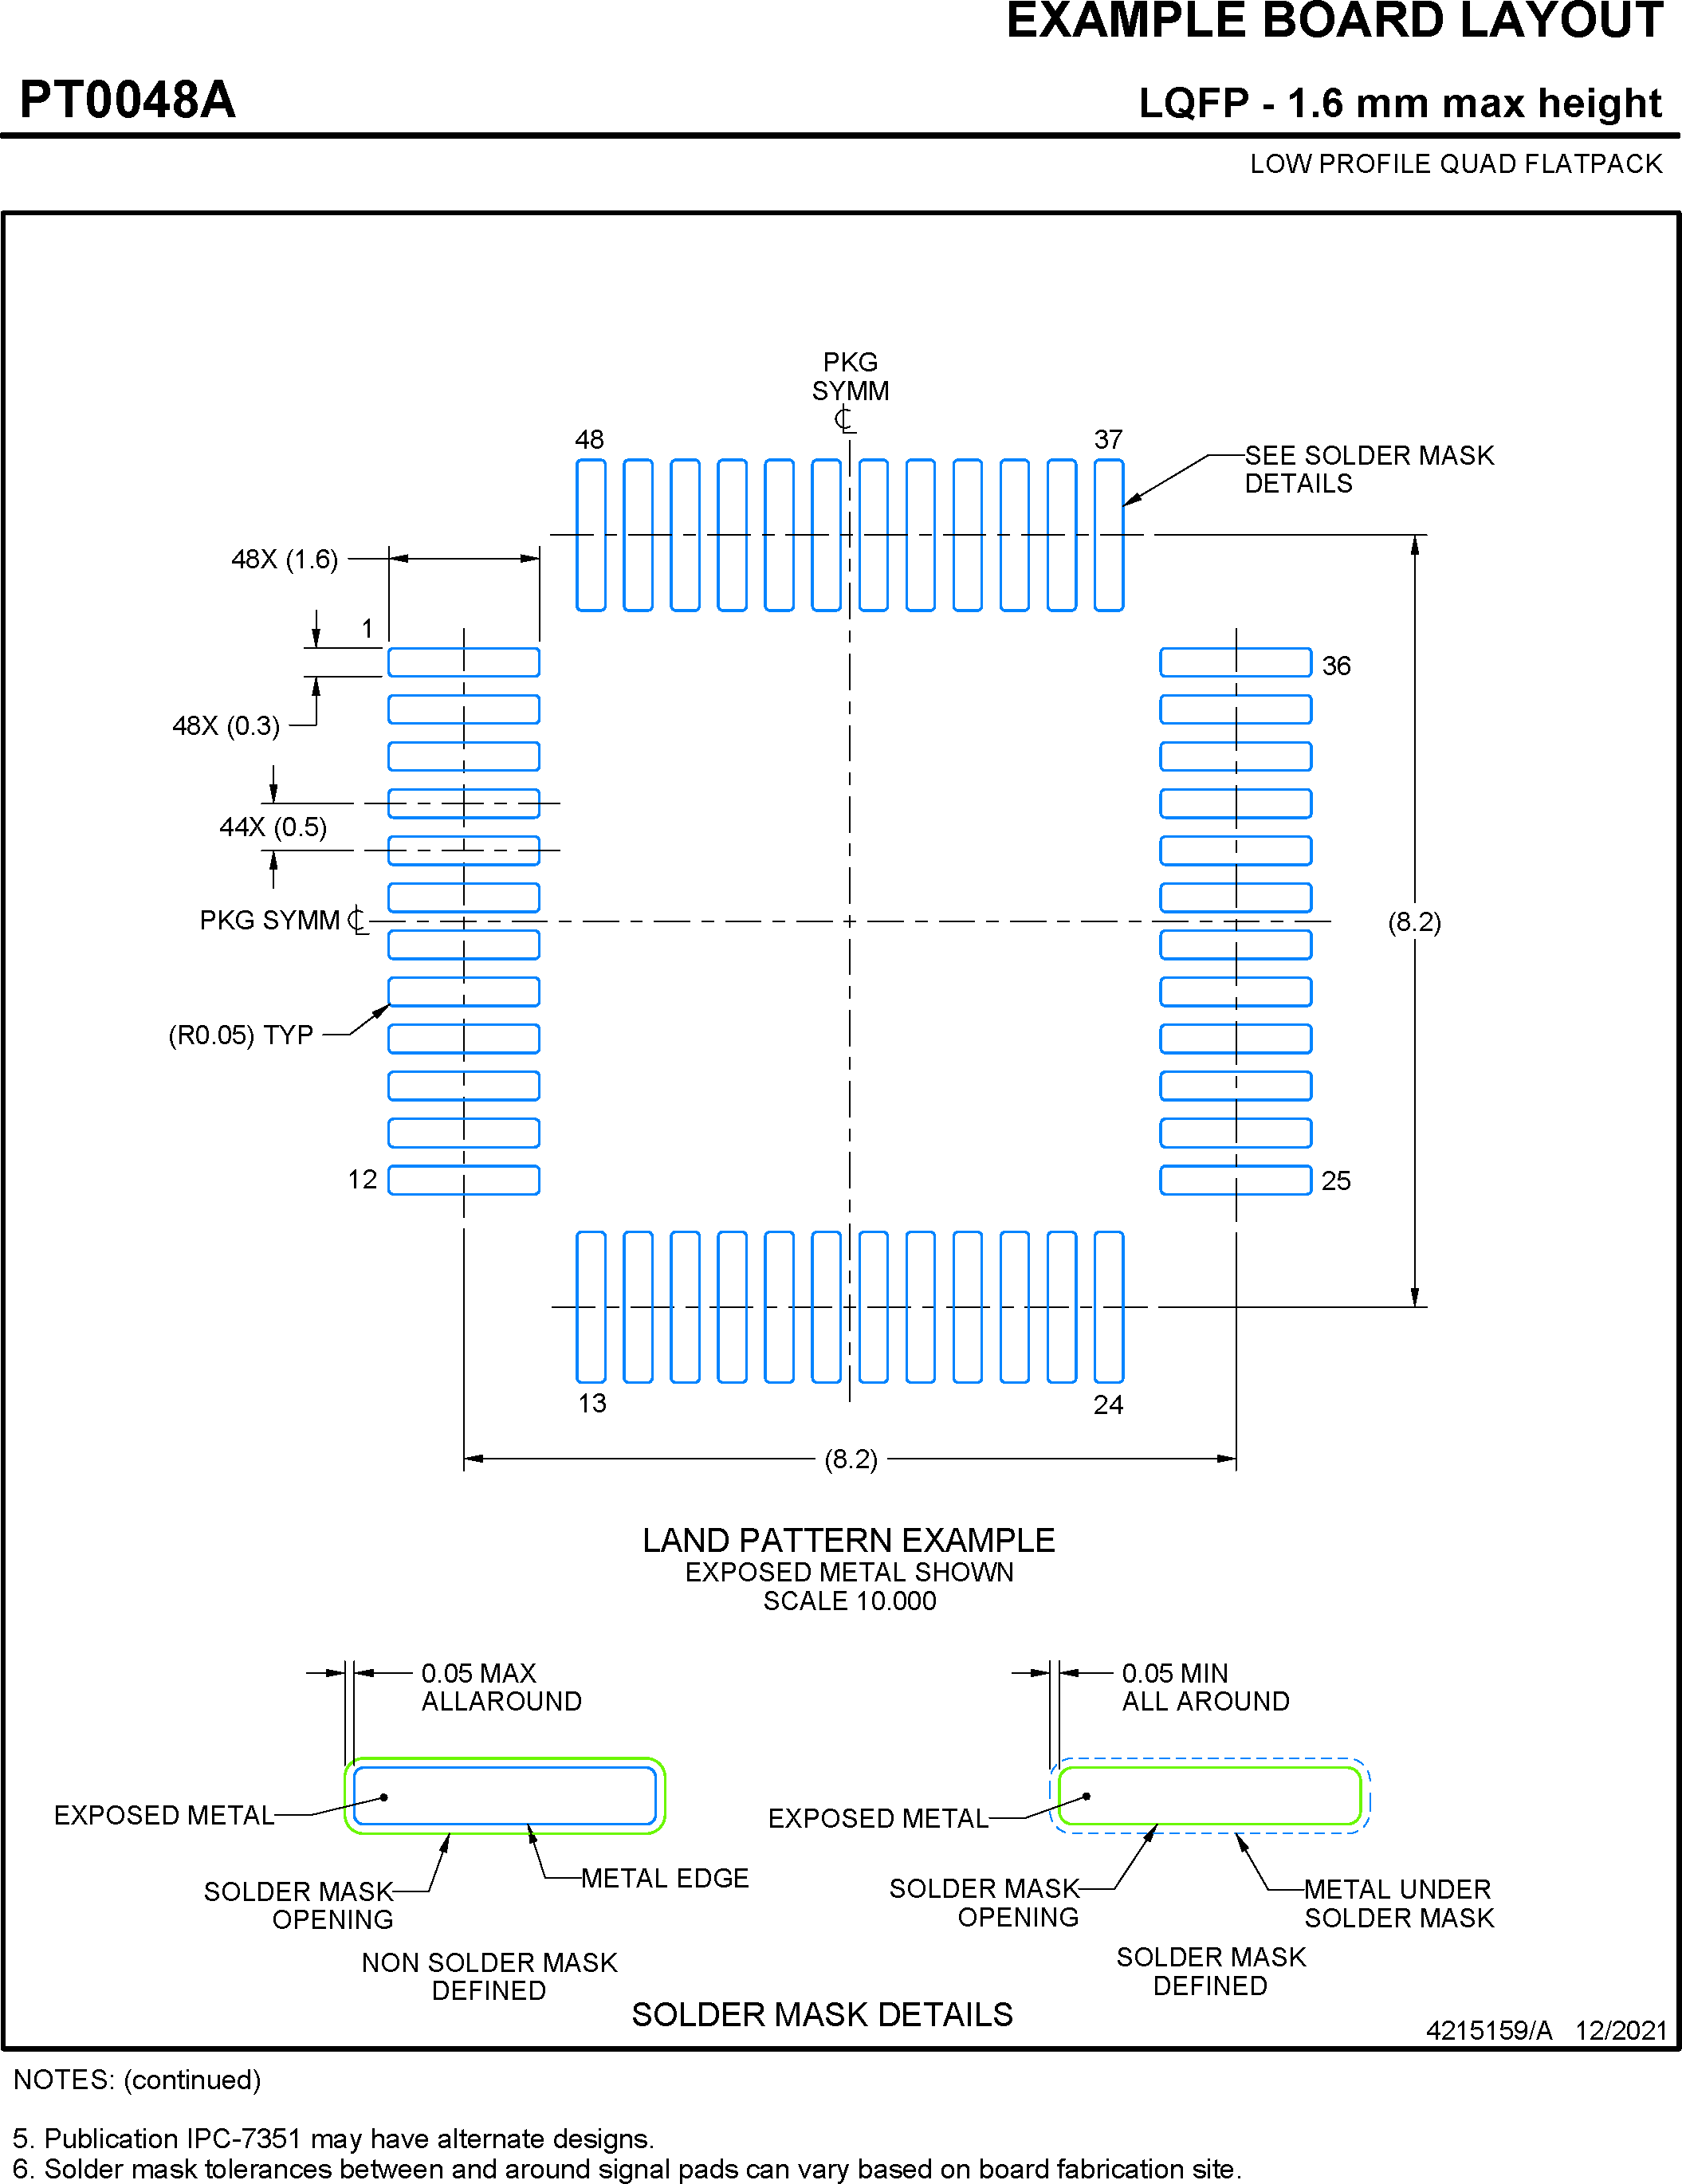 EXAMPLE BOARD LAYOUT
PT0048A
LQFP - 1.6 mm max height
LOW PROFILE QUAD FLATPACK
PKG
SYMM
℄
48
37
SEE SOLDER MASK
DETAILS
48X (1.6)
1
36
48X (0.3)
44X (0.5)
PKG SYMM ℄
(8.2)
(R0.05) TYP
12
25
13
24
(8.2)
LAND PATTERN EXAMPLE
EXPOSED METAL SHOWN
SCALE 10.000
0.05 MAX
ALLAROUND
EXPOSED METAL
METAL EDGE
SOLDER MASK
OPENING
NON SOLDER MASK
DEFINED
0.05 MIN
ALL AROUND
EXPOSED METAL
SOLDER MASK
OPENING
METAL UNDER
SOLDER MASK
SOLDER MASK
DEFINED
SOLDER MASK DETAILS
4215159/A 12/2021
NOTES: (continued)
5. Publication IPC-7351 may have alternate designs.
6. Solder mask tolerances between and around signal pads can vary based on board fabrication site.